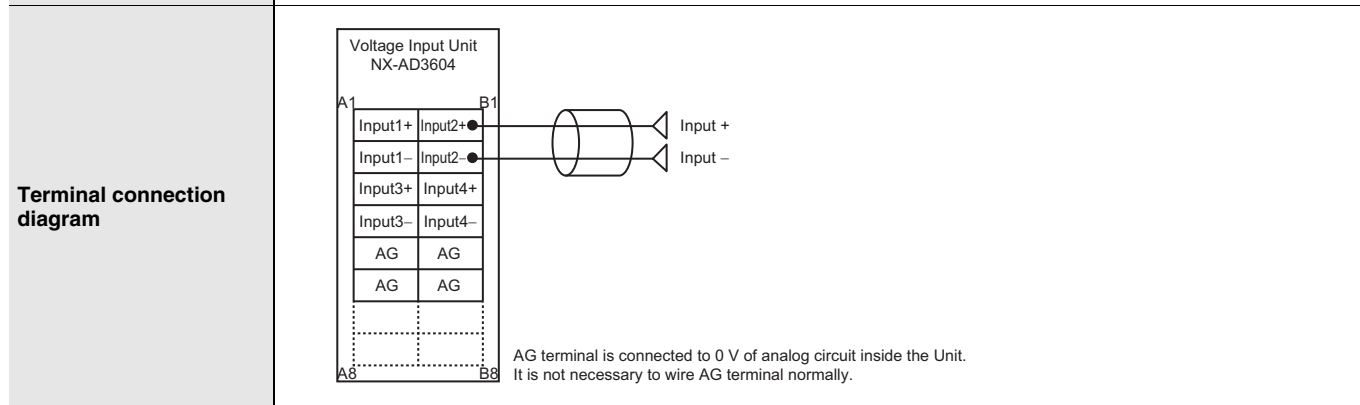 Terminal connection
diagram
Voltage Input Unit
NX-AD3604
A1 B1
Input1+ Input2+ Input +
Input1– Input2– Input –
Input3+ Input4+
Input3– Input4–
AG AG
AG AG
A8 B8
AG terminal is connected to 0 V of analog circuit inside the Unit.
It is not necessary to wire AG terminal normally.